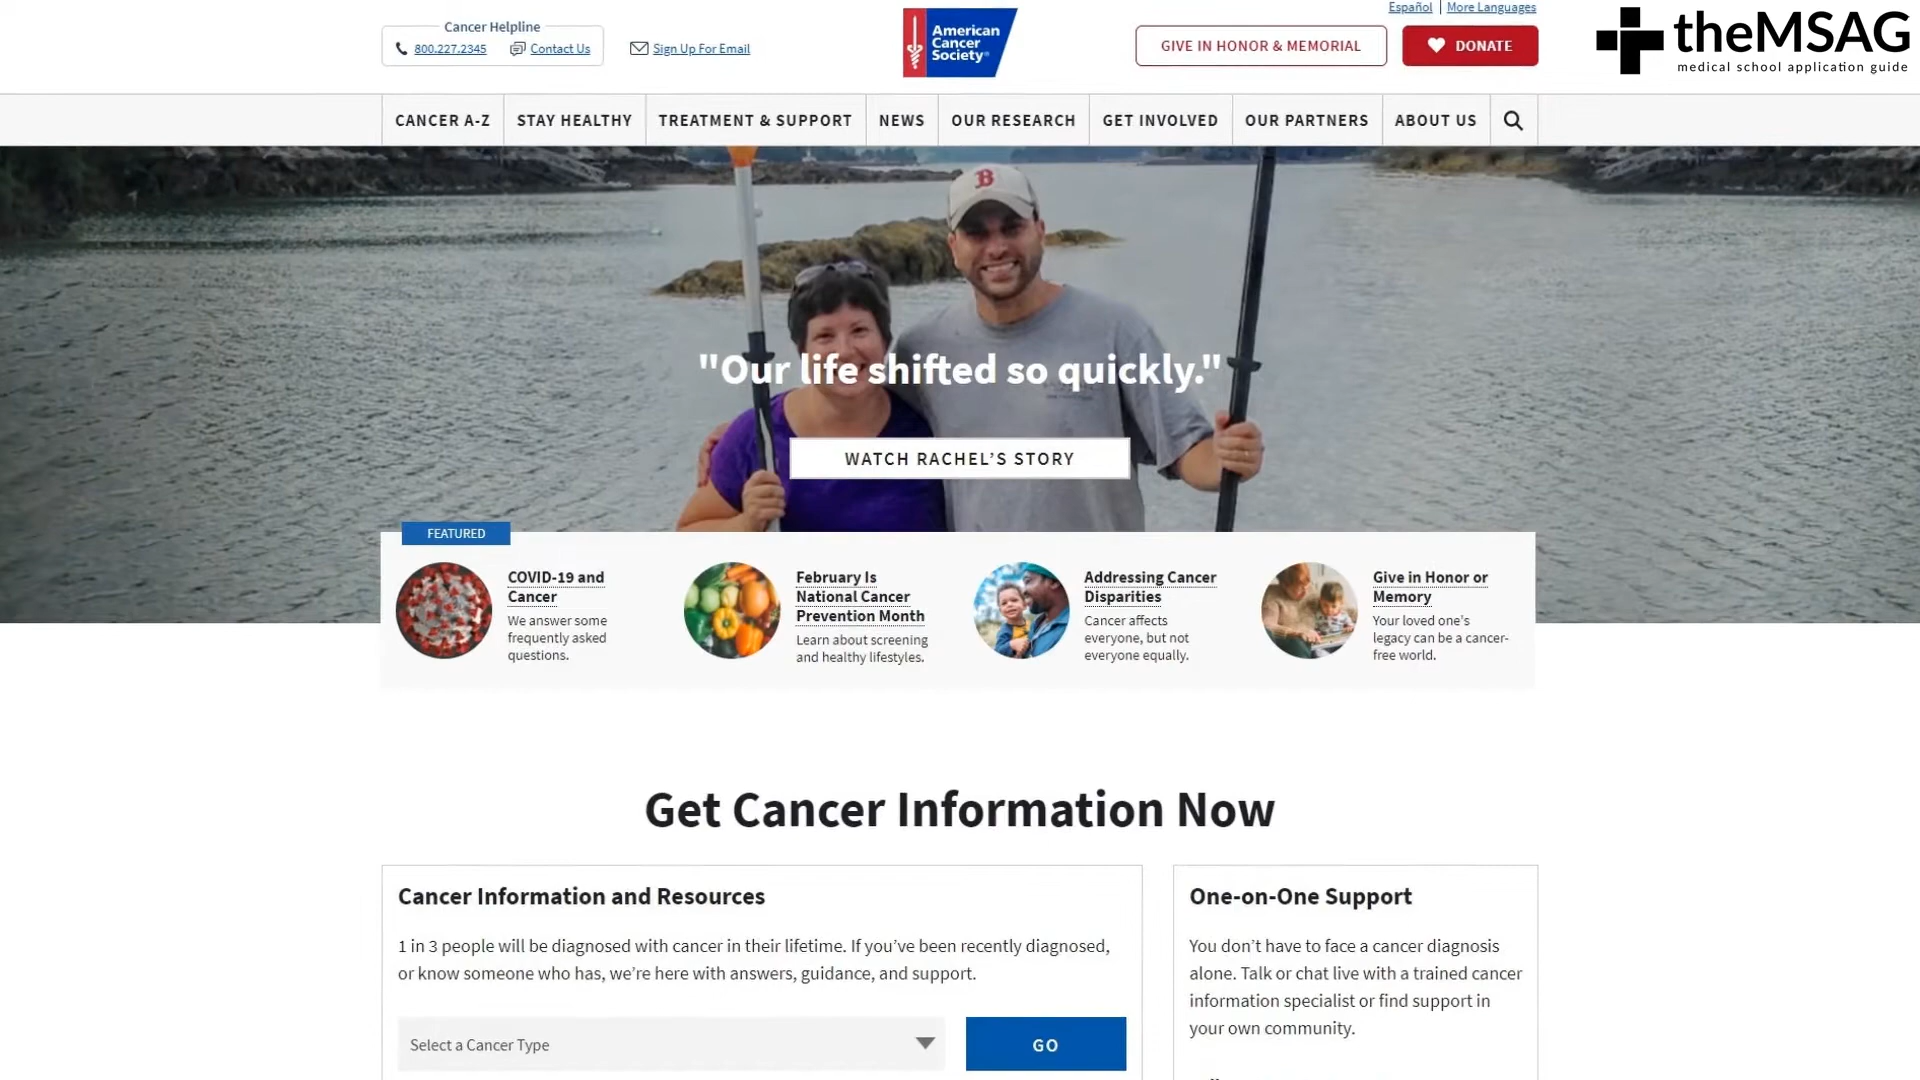 Español | More Languages
Cancer Helpline
800.227.2345 Contact Us
Sign Up For Email
American
Cancer
Society®
GIVE IN HONOR & MEMORIAL
DONATE
theMSAG
medical school application guide
CANCER A-Z STAY HEALTHY TREATMENT & SUPPORT NEWS OUR RESEARCH GET INVOLVED OUR PARTNERS ABOUT US
B
"Our life shifted so quickly."
WATCH RACHEL’S STORY
FEATURED
COVID-19 and
Cancer
We answer some
frequently asked
questions.
February Is
National Cancer
Prevention Month
Learn about screening
and healthy lifestyles.
Addressing Cancer
Disparities
Cancer affects
everyone, but not
everyone equally.
Give in Honor or
Memory
Your loved one's
legacy can be a cancer-
free world.
Get Cancer Information Now
Cancer Information and Resources
1 in 3 people will be diagnosed with cancer in their lifetime. If you’ve been recently diagnosed,
or know someone who has, we’re here with answers, guidance, and support.
Select a Cancer Type
GO
One-on-One Support
You don’t have to face a cancer diagnosis
alone. Talk or chat live with a trained cancer
information specialist or find support in
your own community.